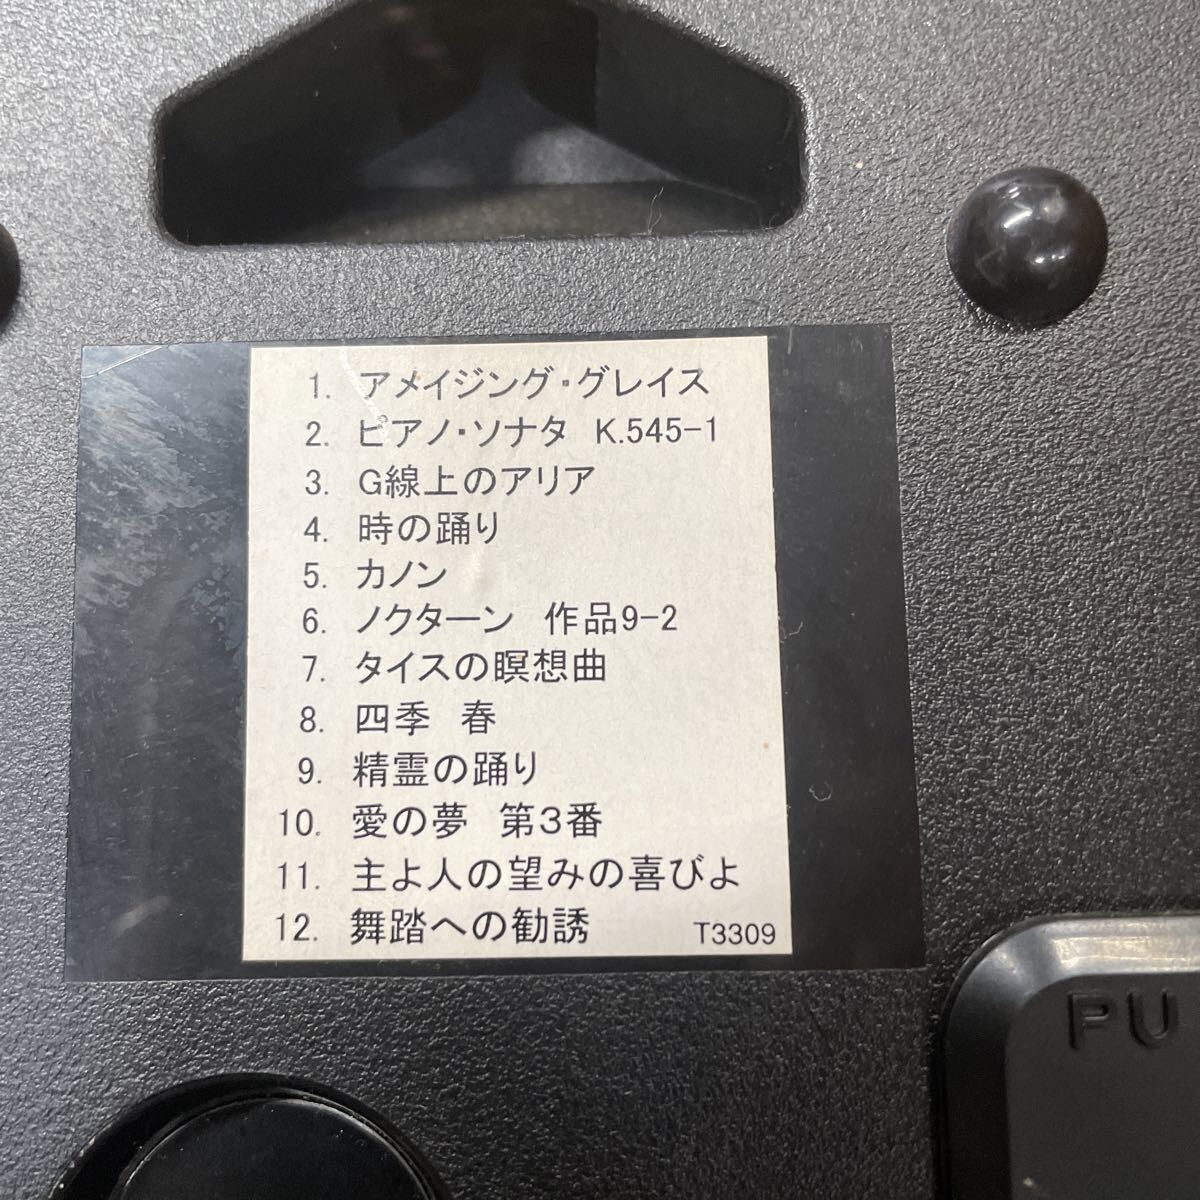 1. アメイジング・グレイス
2. ピアノ・ソナタ K.545-1
3. G線上のアリア
4. 時の踊り
5. カノン
6. ノクターン 作品9-2
7. タイスの瞑想曲
8. 四季 春
9. 精霊の踊り
10. 愛の夢 第3番
11. 主よ人の望みの喜びよ
12. 舞踏への勧誘
T3309
PU